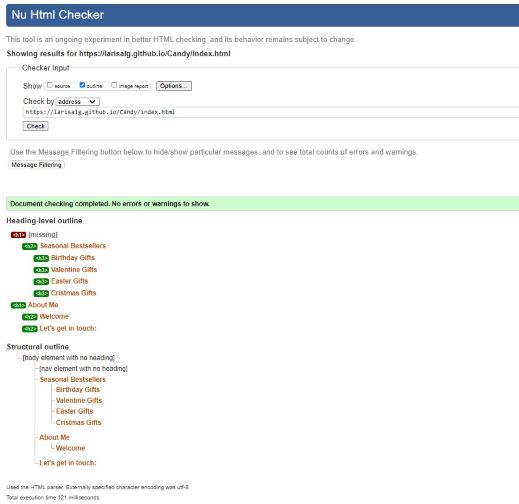 Nu Html Checker
This tool is an ongoing experiment in better HTML checking, and its behavior remains subject to change
Showing results for https://larisalg.github.io/Candy/index.html
Checker Input
Show source outline image report Options...
Check by address
https://larisalg.github.io/Candy/index.html
Check
Use the Message Filtering button below to hide/show particular messages, and to see total counts of errors and warnings.
Message Filtering
Document checking completed. No errors or warnings to show.
Heading-level outline
<h1> [missing]
<h2> Seasonal Bestsellers
<h3> Birthday Gifts
<h3> Valentine Gifts
<h3> Easter Gifts
<h3> Cristmas Gifts
<h1> About Me
<h2> Welcome
<h2> Let's get in touch:
Structural outline
[body element with no heading]
[nav element with no heading]
Seasonal Bestsellers
Birthday Gifts
Valentine Gifts
Easter Gifts
Cristmas Gifts
About Me
Welcome
Let's get in touch:
Used the HTML parser. Externally specified character encoding was utf-8.
Total execution time 121 milliseconds.